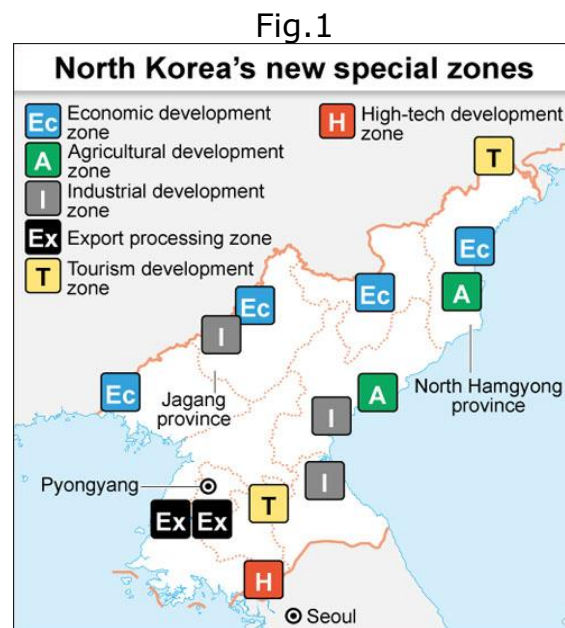 Fig.1
North Korea's new special zones
Ec Economic development
zone
A Agricultural development
zone
I Industrial development
zone
Ex Export processing zone
T Tourism development
zone
H High-tech development
zone
T
Ec
A
Ec
Ec
I
Ec
Jagang
province
North Hamgyong
province
A
I
I
Pyongyang
T
Ex Ex
H
Seoul